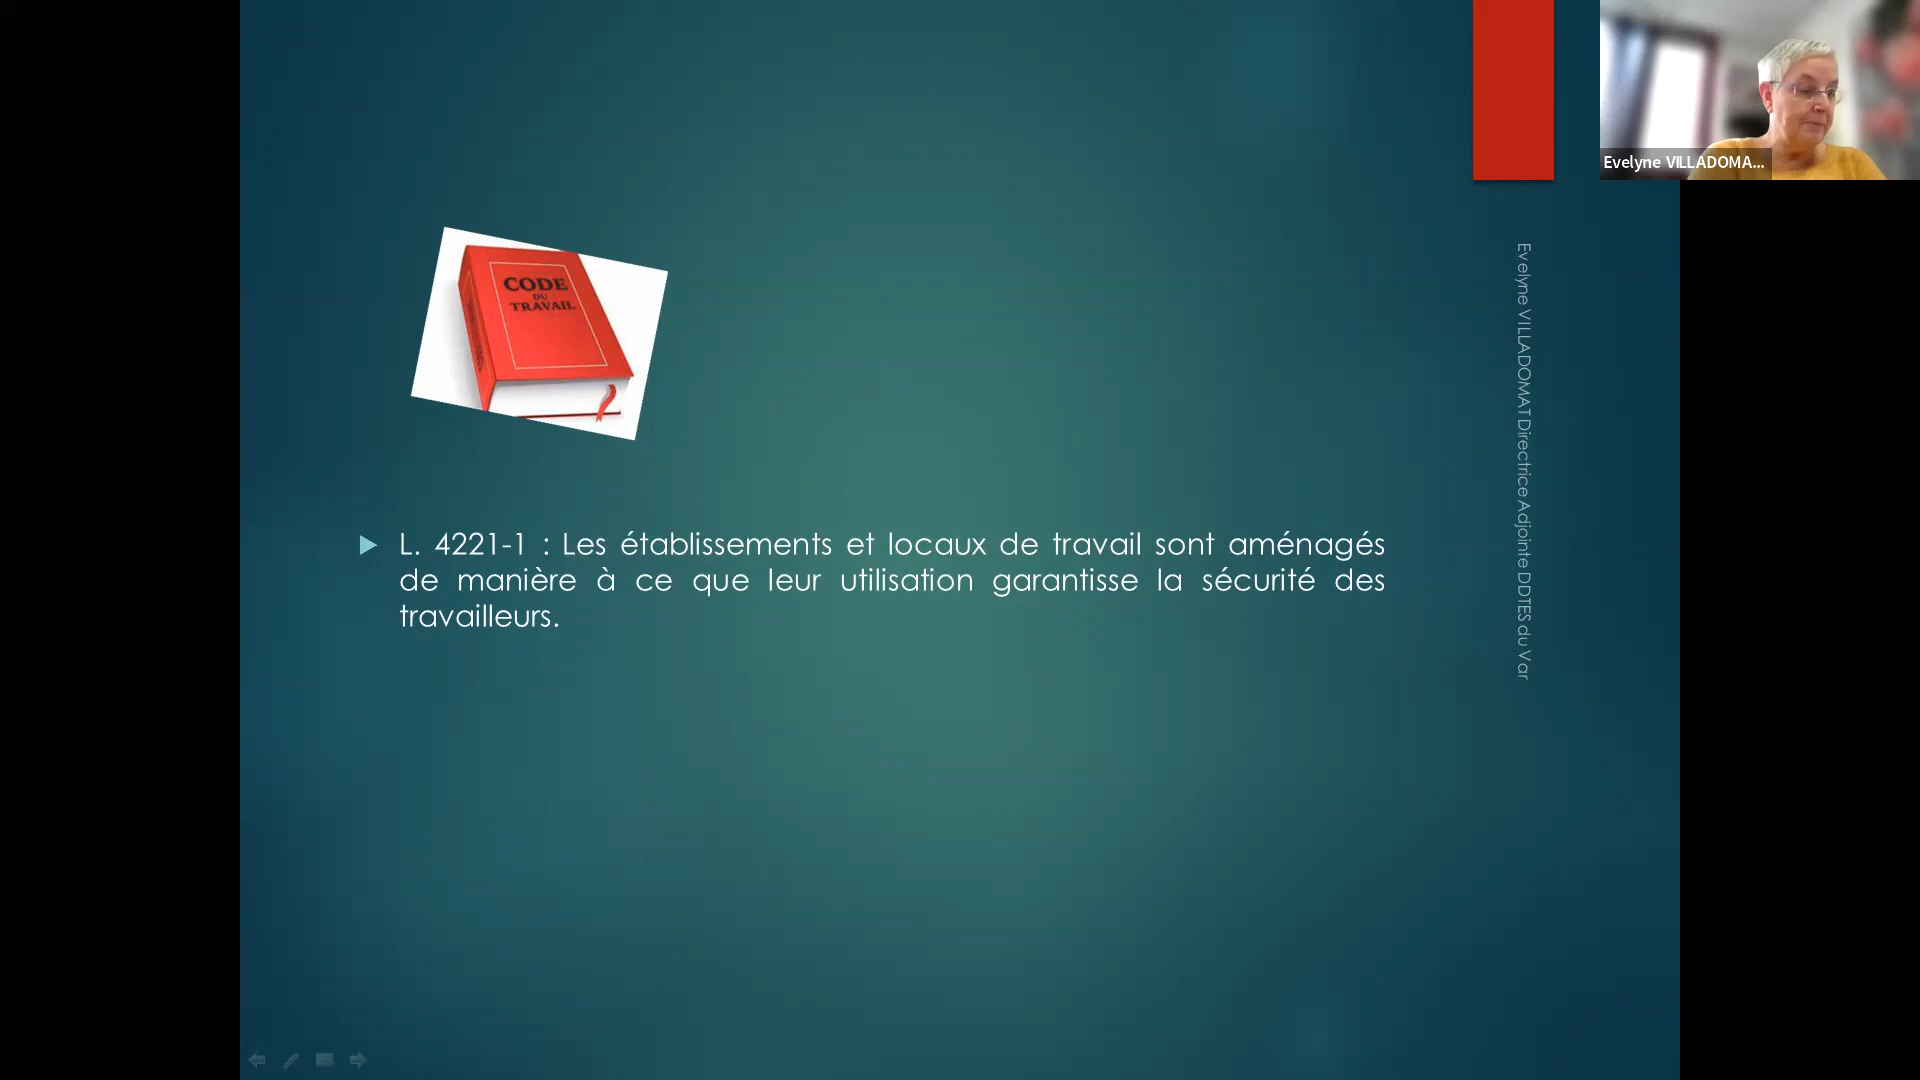 Evelyne VILLADOMA...
CODE
DU
TRAVAIL
L. 4221-1 : Les établissements et locaux de travail sont aménagés
de manière à ce que leur utilisation garantisse la sécurité des
travailleurs.
Evelyne VILLADOMAT Directrice Adjointe DDTES du Var